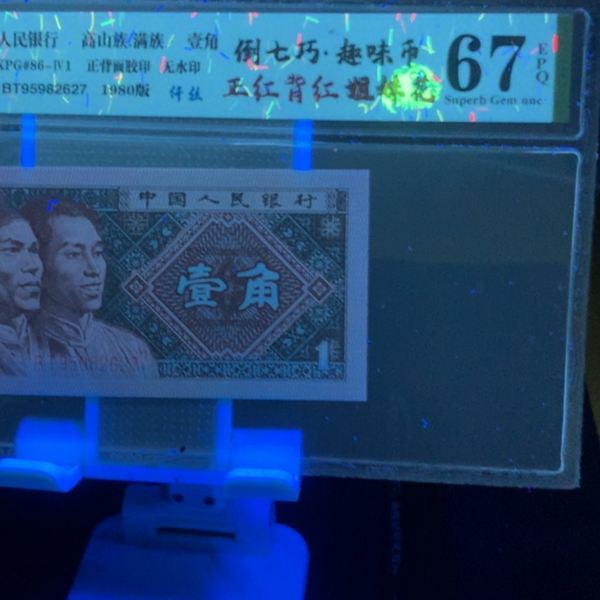 人民银行 高山族 满族 壹角
KPG#86-IV1 正背面胶印 无水印
BT95982627 1980版 纤丝
倒七巧·趣味币
正红背红 姐妹花
67
EPQ
Superb Gem unc
中国人民银行
壹角
1